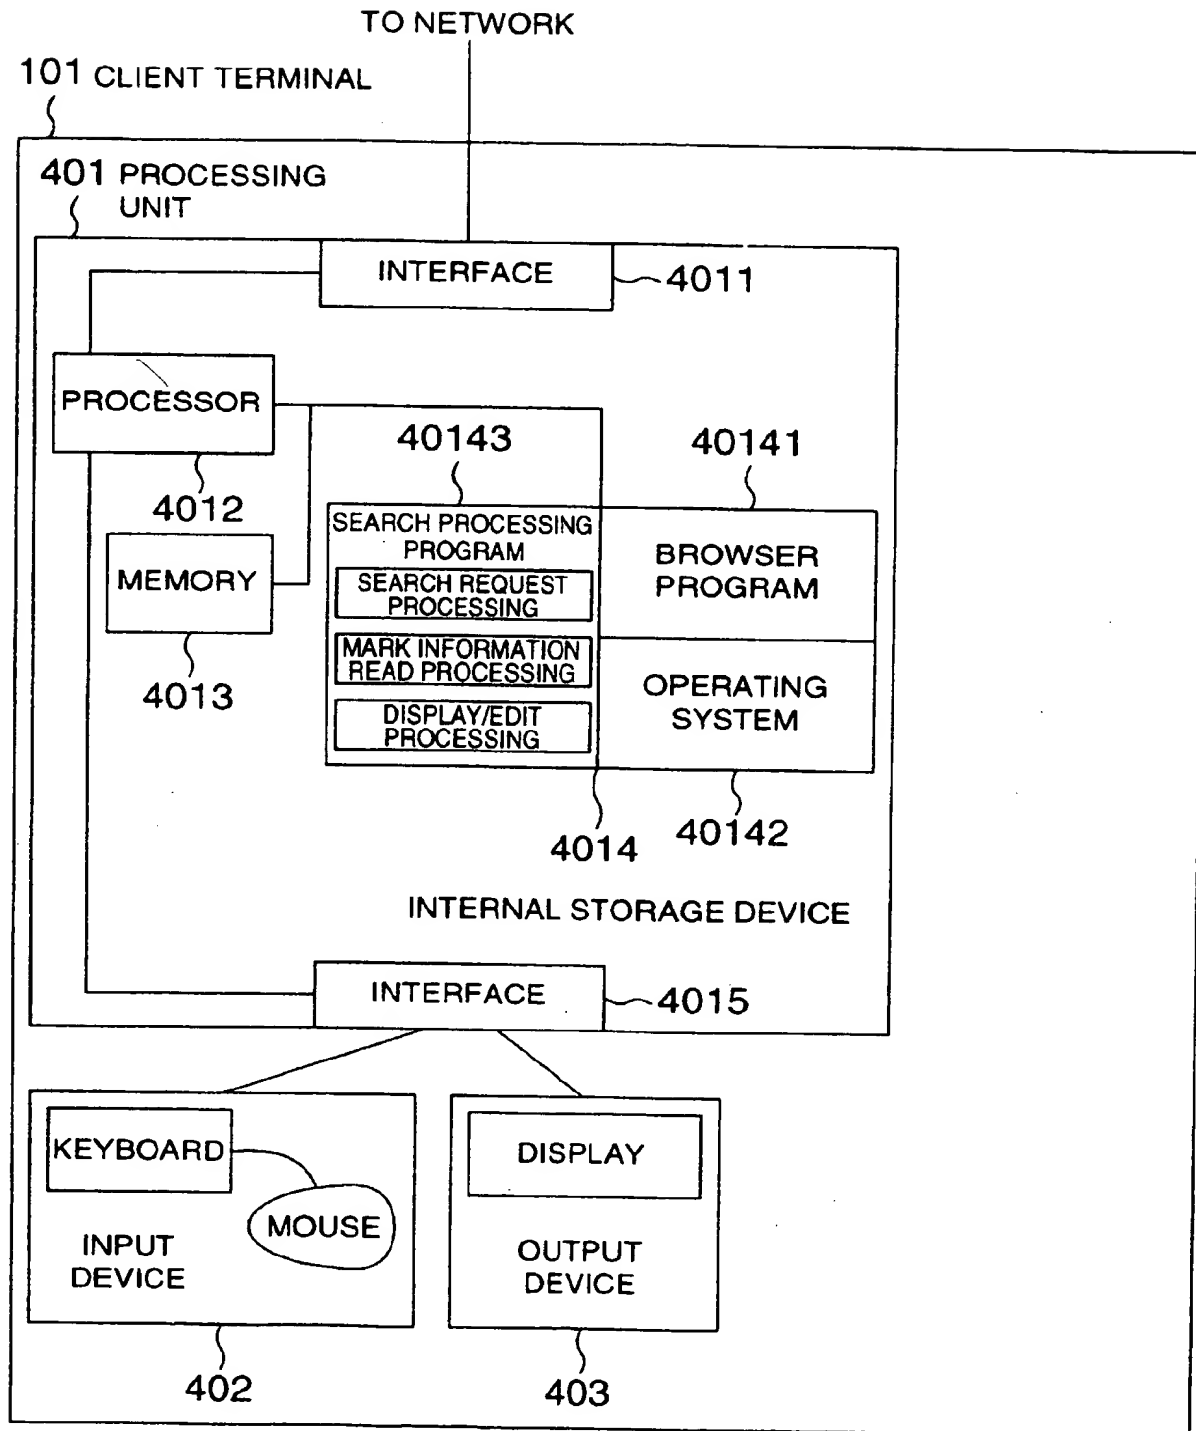 TO NETWORK
101 CLIENT TERMINAL
401 PROCESSING
UNIT
INTERFACE
4011
PROCESSOR
4012
40143
40141
SEARCH PROCESSING
PROGRAM
SEARCH REQUEST
PROCESSING
MARK INFORMATION
READ PROCESSING
DISPLAY/EDIT
PROCESSING
BROWSER
PROGRAM
MEMORY
4013
OPERATING
SYSTEM
4014
40142
INTERNAL STORAGE DEVICE
INTERFACE
4015
KEYBOARD
MOUSE
INPUT
DEVICE
DISPLAY
OUTPUT
DEVICE
402
403